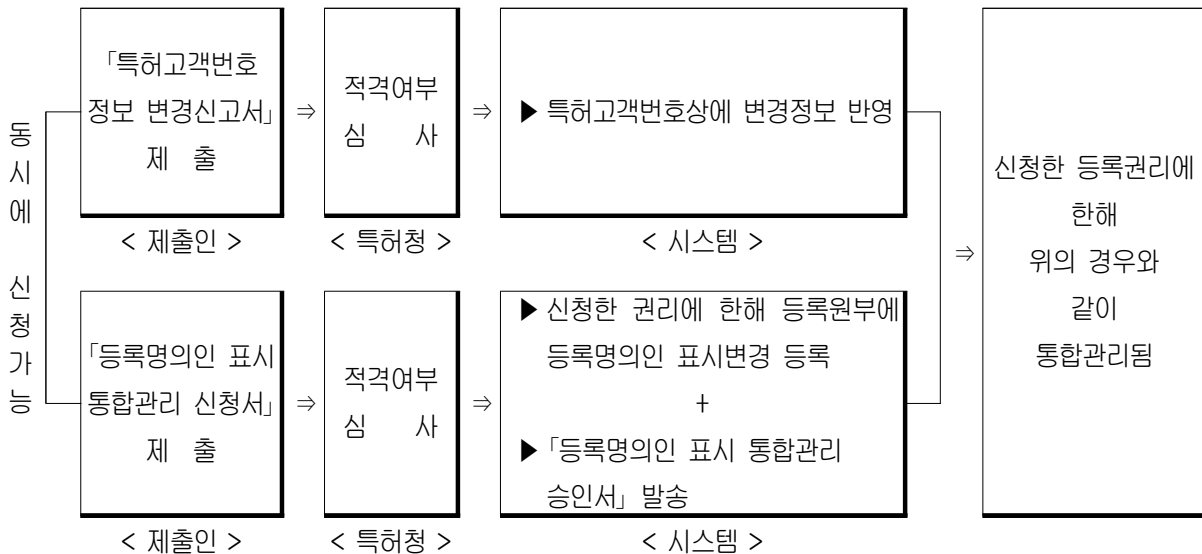 동시에 신청가능
「특허고객번호
정보 변경신고서」
제 출
< 제출인 >
⇒
적격여부
심 사
< 특허청 >
⇒
▶ 특허고객번호상에 변경정보 반영
< 시스템 >
「등록명의인 표시
통합관리 신청서」
제 출
< 제출인 >
⇒
적격여부
심 사
< 특허청 >
⇒
▶ 신청한 권리에 한해 등록원부에
등록명의인 표시변경 등록
+
▶ 「등록명의인 표시 통합관리
승인서」 발송
< 시스템 >
⇒
신청한 등록권리에
한해
위의 경우와
같이
통합관리됨